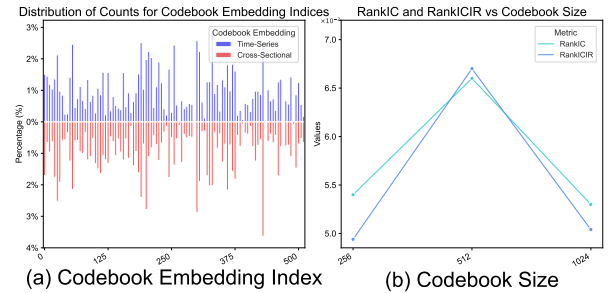 Distribution of Counts for Codebook Embedding Indices
Codebook Embedding
Time-Series
Cross-Sectional
Percentage (%)
3%
2%
1%
0%
1%
2%
3%
4%
0
125
250
375
500
(a) Codebook Embedding Index
RankIC and RankICIR vs Codebook Size
Metric
RankIC
RankICIR
Values
7.0
6.5
6.0
5.5
5.0
256
512
1024
(b) Codebook Size